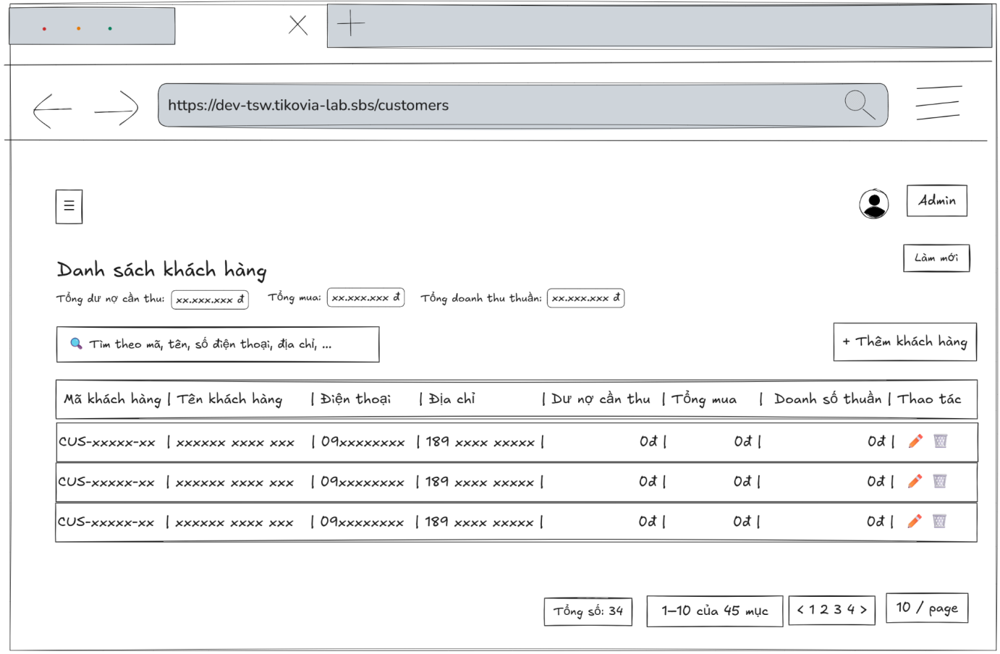 https://dev-tsw.tikovia-lab.sbs/customers
Admin
Làm mới
Danh sách khách hàng
Tổng dư nợ cần thu: xx.xxx.xxx đ Tổng mua: xx.xxx.xxx đ Tổng doanh thu thuần: xx.xxx.xxx đ
Tìm theo mã, tên, số điện thoại, địa chỉ, ...
+ Thêm khách hàng
Mã khách hàng | Tên khách hàng | Điện thoại | Địa chỉ | Dư nợ cần thu | Tổng mua | Doanh số thuần | Thao tác
CUS-xxxxx-xx | xxxxxx xxxx xxx | 09xxxxxxxx | 189 xxxx xxxxx | 0đ | 0đ | 0đ |
CUS-xxxxx-xx | xxxxxx xxxx xxx | 09xxxxxxxx | 189 xxxx xxxxx | 0đ | 0đ | 0đ |
CUS-xxxxx-xx | xxxxxx xxxx xxx | 09xxxxxxxx | 189 xxxx xxxxx | 0đ | 0đ | 0đ |
Tổng số: 34 1–10 của 45 mục < 1 2 3 4 > 10 / page